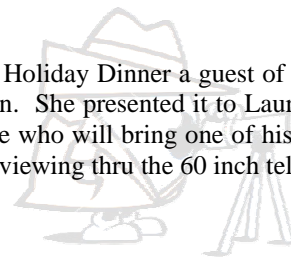 Holiday Dinner a guest of
n. She presented it to Laur
e who will bring one of his
viewing thru the 60 inch tel